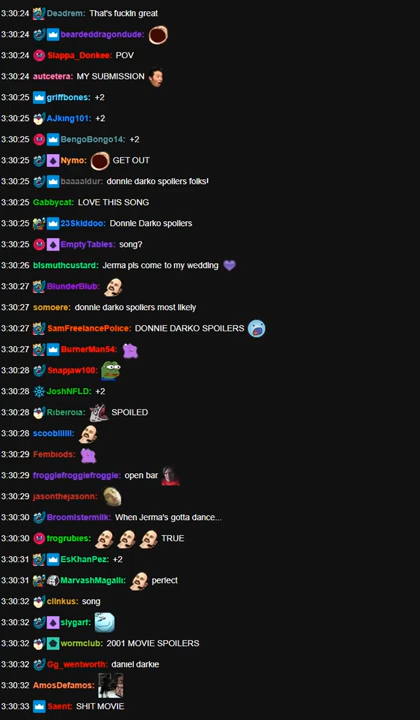 3:30:24 Deadrem: That's fuckin great
3:30:24 beardeddragondude:
3:30:24 Slappa_Donkee: POV
3:30:24 autcetera: MY SUBMISSION
3:30:25 griffbones: +2
3:30:25 AJking101: +2
3:30:25 BengoBongo14: +2
3:30:25 Nymo: GET OUT
3:30:25 baaaaldur: donnie darko spoilers folks!
3:30:25 Gabbycat: LOVE THIS SONG
3:30:25 23Skiddoo: Donnie Darko spoilers
3:30:25 EmptyTables: song?
3:30:26 bismuthcustard: Jerma pls come to my wedding
3:30:27 BlunderBlub:
3:30:27 somoere: donnie darko spoilers most likely
3:30:27 SamFreelancePolice: DONNIE DARKO SPOILERS
3:30:27 BurnerMan54:
3:30:28 Snapjaw100:
3:30:28 JoshNFLD: +2
3:30:28 Ribeiroia: SPOILED
3:30:28
3:30:29 Fembiods:
3:30:29 frogglefrogglefroggle: open bar
3:30:29 jasonthejasonn:
3:30:30 Broomistermilk: When Jerma's gotta dance...
3:30:30 frogrubies: TRUE
3:30:31 EsKhanPez: +2
3:30:31 MarvashMagalli: perfect
3:30:32 clinkus: song
3:30:32 slygarf:
3:30:32 wormclub: 2001 MOVIE SPOILERS
3:30:32 Gg_wentworth: daniel darkie
3:30:32 AmosDefamos:
3:30:33 Saent: SHIT MOVIE